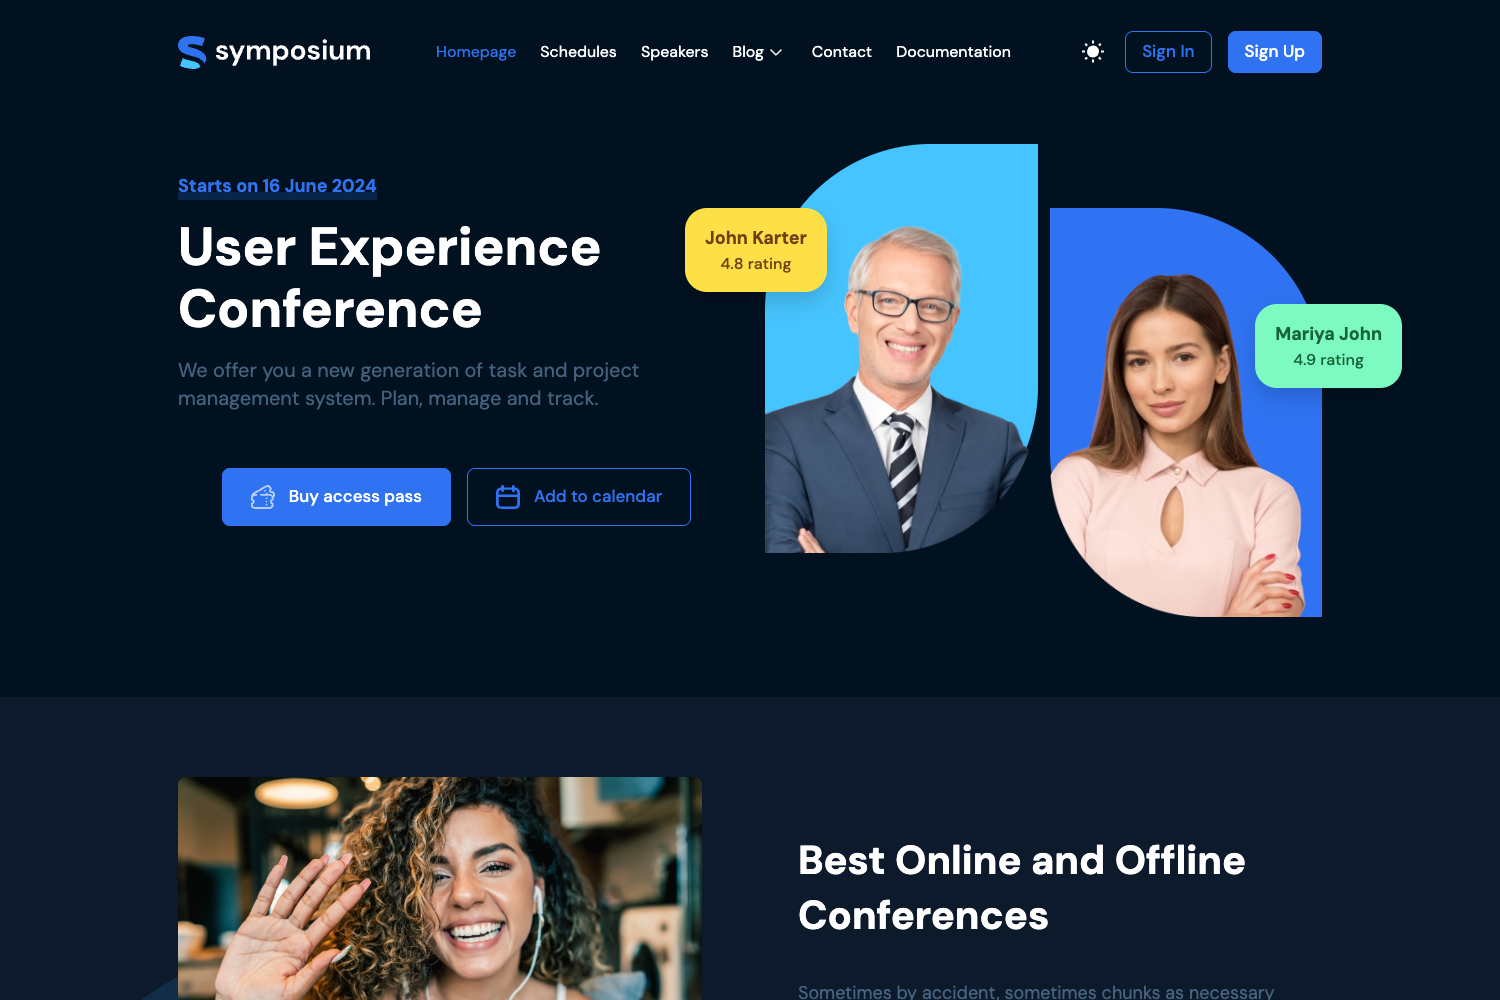 symposium
Homepage
Schedules
Speakers
Blog
Contact
Documentation
Sign In
Sign Up
Starts on 16 June 2024
User Experience
Conference
We offer you a new generation of task and project
management system. Plan, manage and track.
Buy access pass
Add to calendar
John Karter
4.8 rating
Mariya John
4.9 rating
Best Online and Offline
Conferences
Sometimes by accident, sometimes chunks as necessary